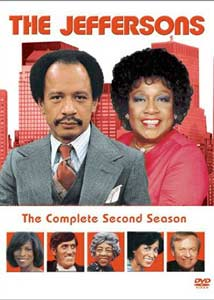 THE JEFFERSONS
The Complete Second Season
DVD